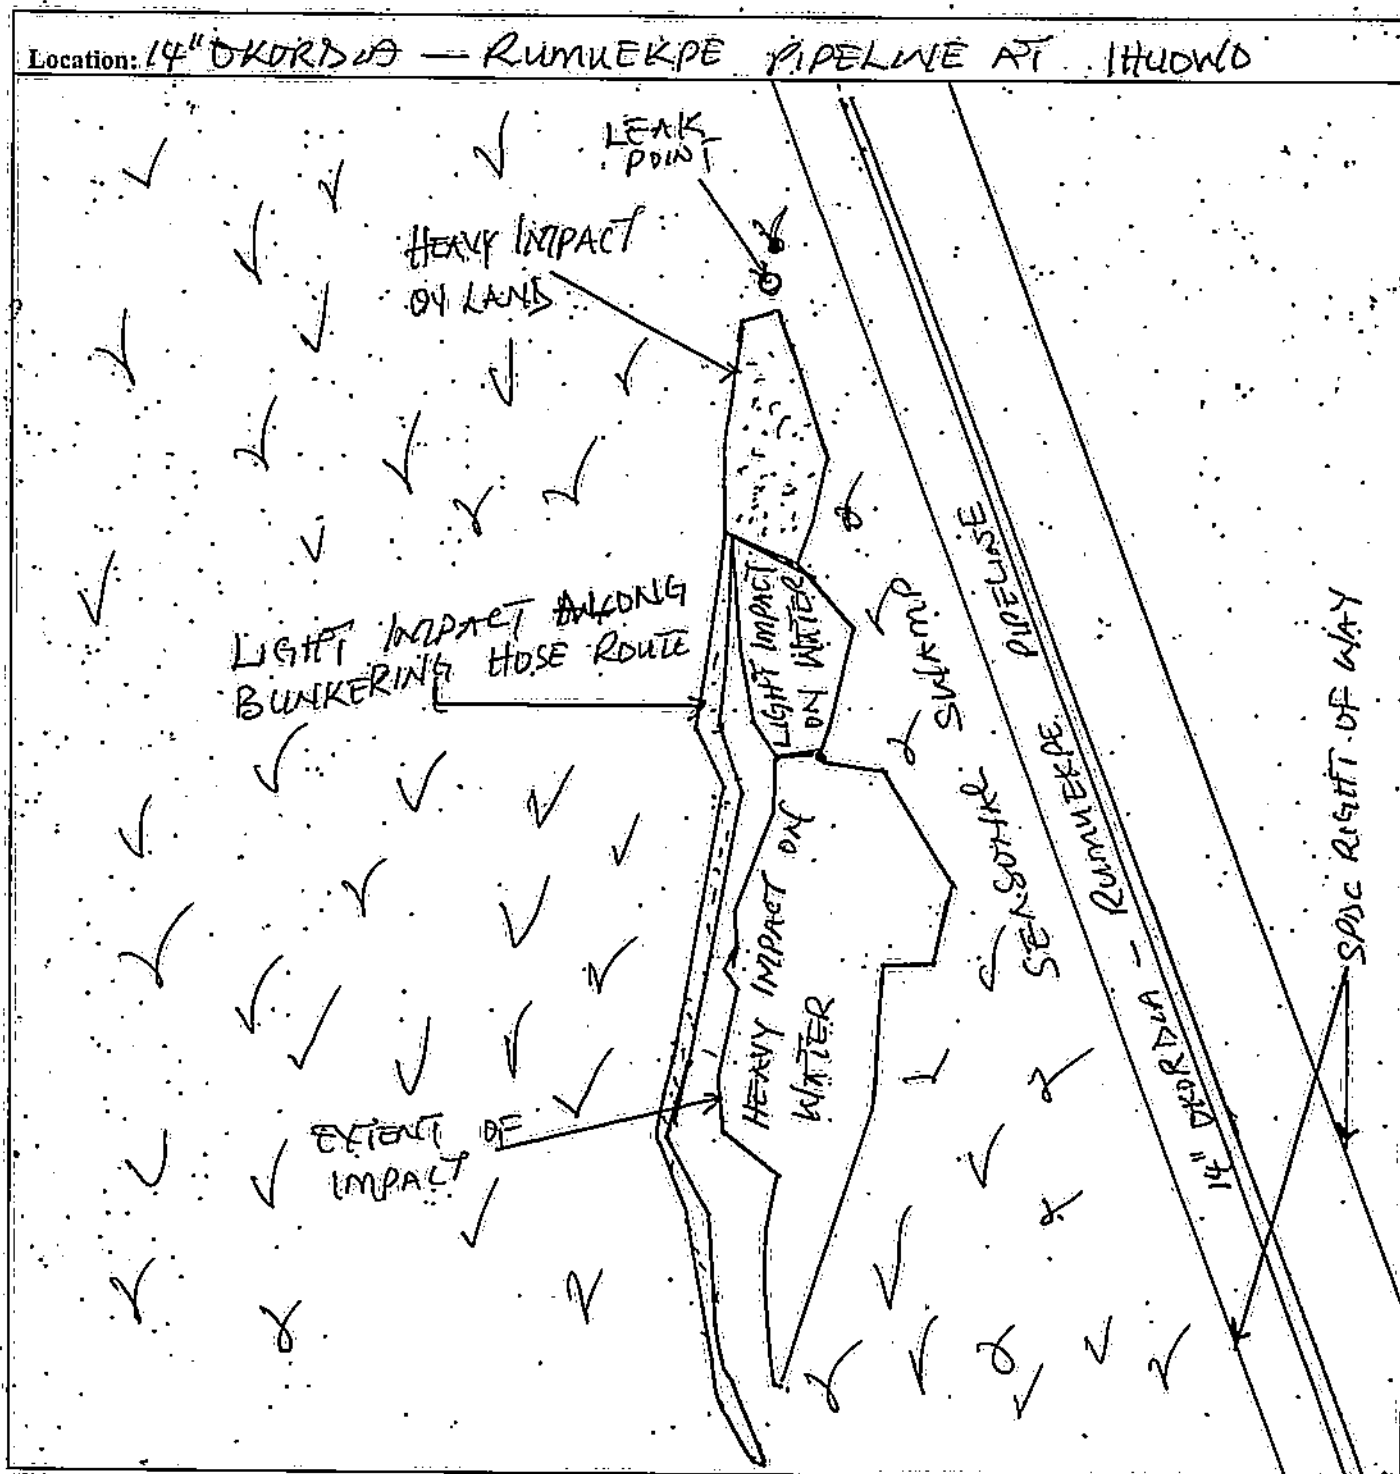 Location: 14" OKORDIA — RUMUEKPE PIPELINE AT IHUOWO
LEAK
POINT
HEAVY IMPACT
ON LAND
LIGHT IMPACT
ON WATER
LIGHT IMPACT ALONG
BUNKERING HOSE ROUTE
SEASONAL SWAMP
14" OKORDIA — RUMUEKPE PIPELINE
SPDC RIGHT OF WAY
HEAVY IMPACT ON
WATER
EXTENT OF
IMPACT